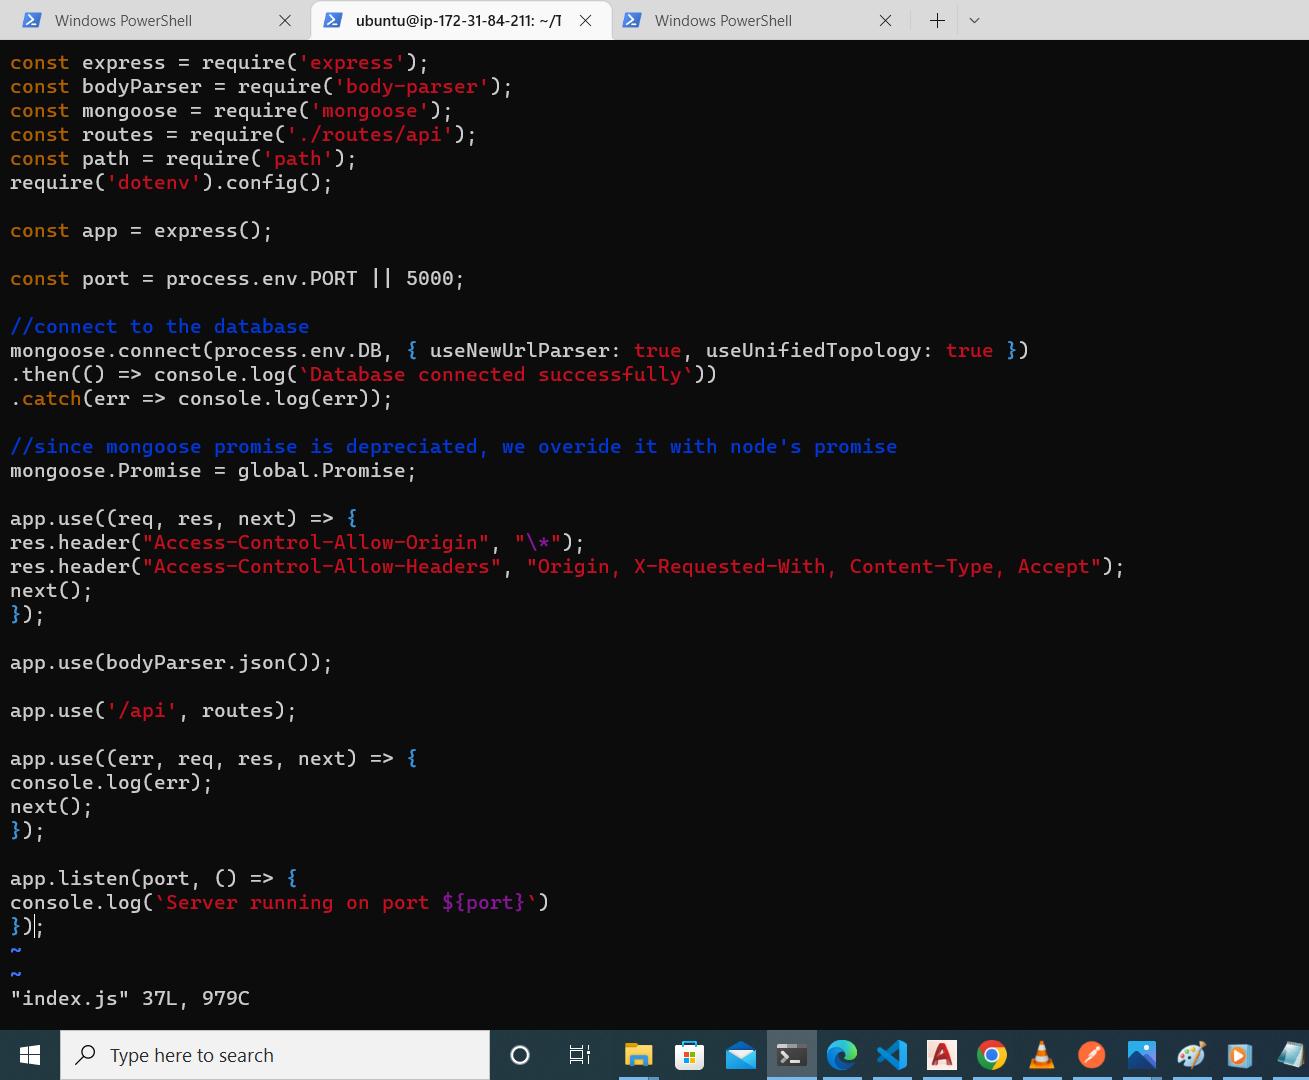 Windows PowerShell
ubuntu@ip-172-31-84-211: ~/T
Windows PowerShell
const express = require('express');
const bodyParser = require('body-parser');
const mongoose = require('mongoose');
const routes = require('./routes/api');
const path = require('path');
require('dotenv').config();
const app = express();
const port = process.env.PORT || 5000;
//connect to the database
mongoose.connect(process.env.DB, { useNewUrlParser: true, useUnifiedTopology: true })
.then(() => console.log(`Database connected successfully`))
.catch(err => console.log(err));
//since mongoose promise is depreciated, we overide it with node's promise
mongoose.Promise = global.Promise;
app.use((req, res, next) => {
res.header("Access-Control-Allow-Origin", "\*");
res.header("Access-Control-Allow-Headers", "Origin, X-Requested-With, Content-Type, Accept");
next();
});
app.use(bodyParser.json());
app.use('/api', routes);
app.use((err, req, res, next) => {
console.log(err);
next();
});
app.listen(port, () => {
console.log(`Server running on port ${port}`)
});
~
~
"index.js" 37L, 979C
Type here to search